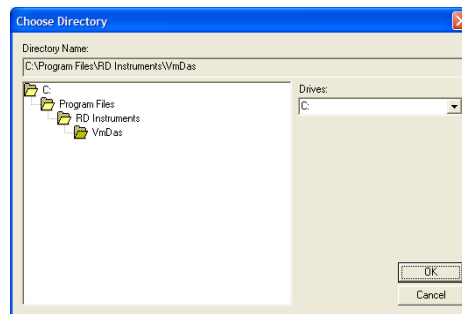 Choose Directory
Directory Name:
C:\Program Files\RD Instruments\VmDas
C:
Program Files
RD Instruments
VmDas
Drives:
C:
OK
Cancel